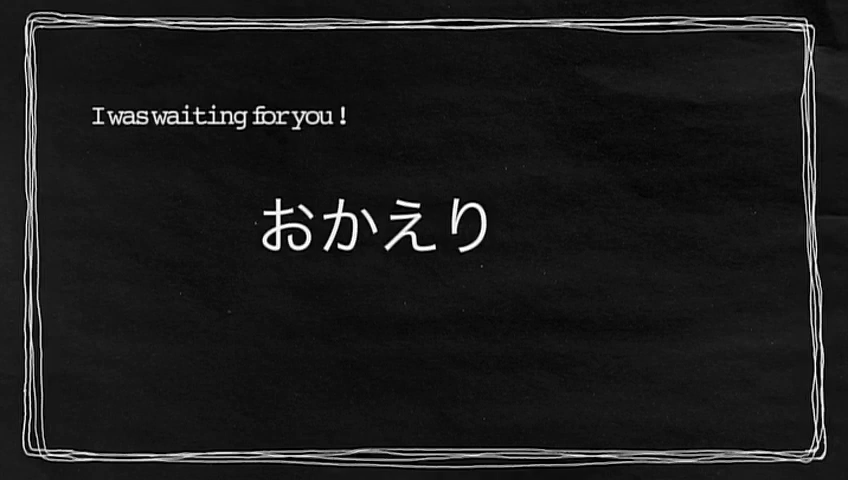 I was waiting for you!
おかえり